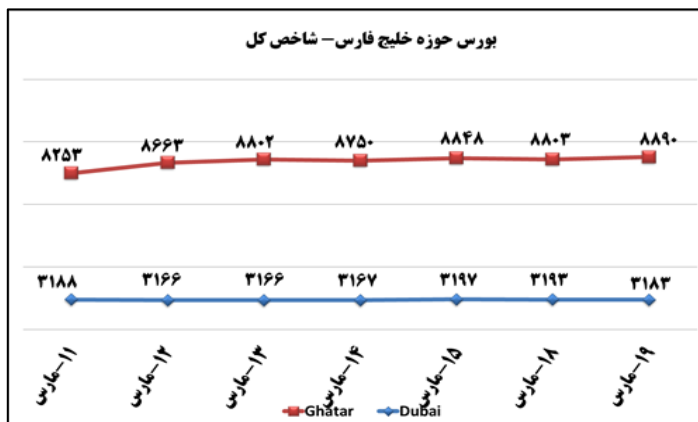 بورس حوزه خلیج فارس– شاخص کل
۸۲۵۳ ۸۶۶۳ ۸۸۰۲ ۸۷۵۰ ۸۸۴۸ ۸۸۰۳ ۸۸۹۰
۳۱۸۸ ۳۱۶۶ ۳۱۶۶ ۳۱۶۷ ۳۱۹۷ ۳۱۹۳ ۳۱۸۳
۱۱-مارس ۱۲-مارس ۱۳-مارس ۱۴-مارس ۱۵-مارس ۱۸-مارس ۱۹-مارس
Ghatar Dubai